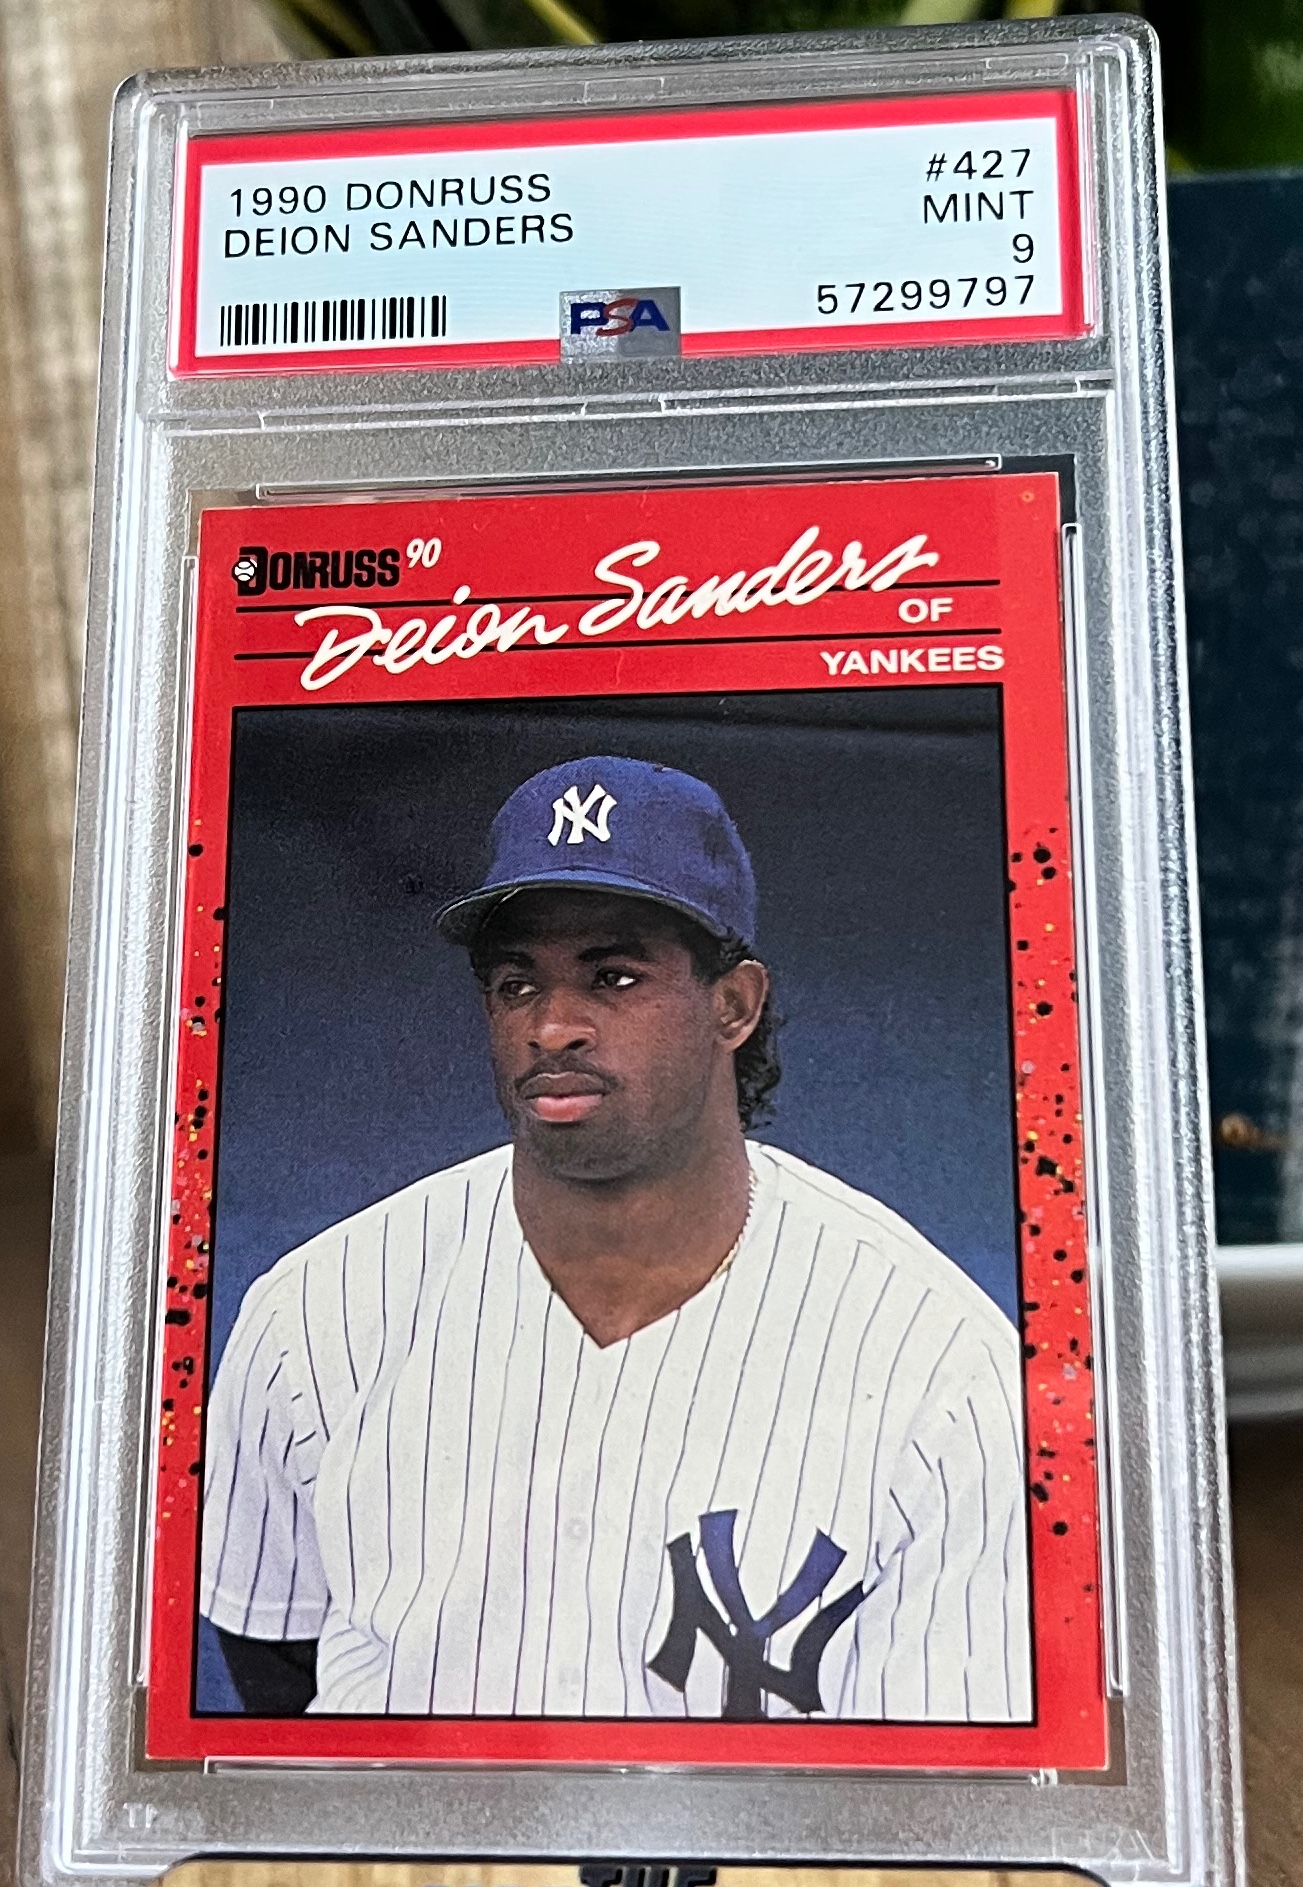 1990 DONRUSS #427
DEION SANDERS MINT
9
PSA 57299797
DONRUSS 90
Deion Sanders
OF
YANKEES
NY
NY